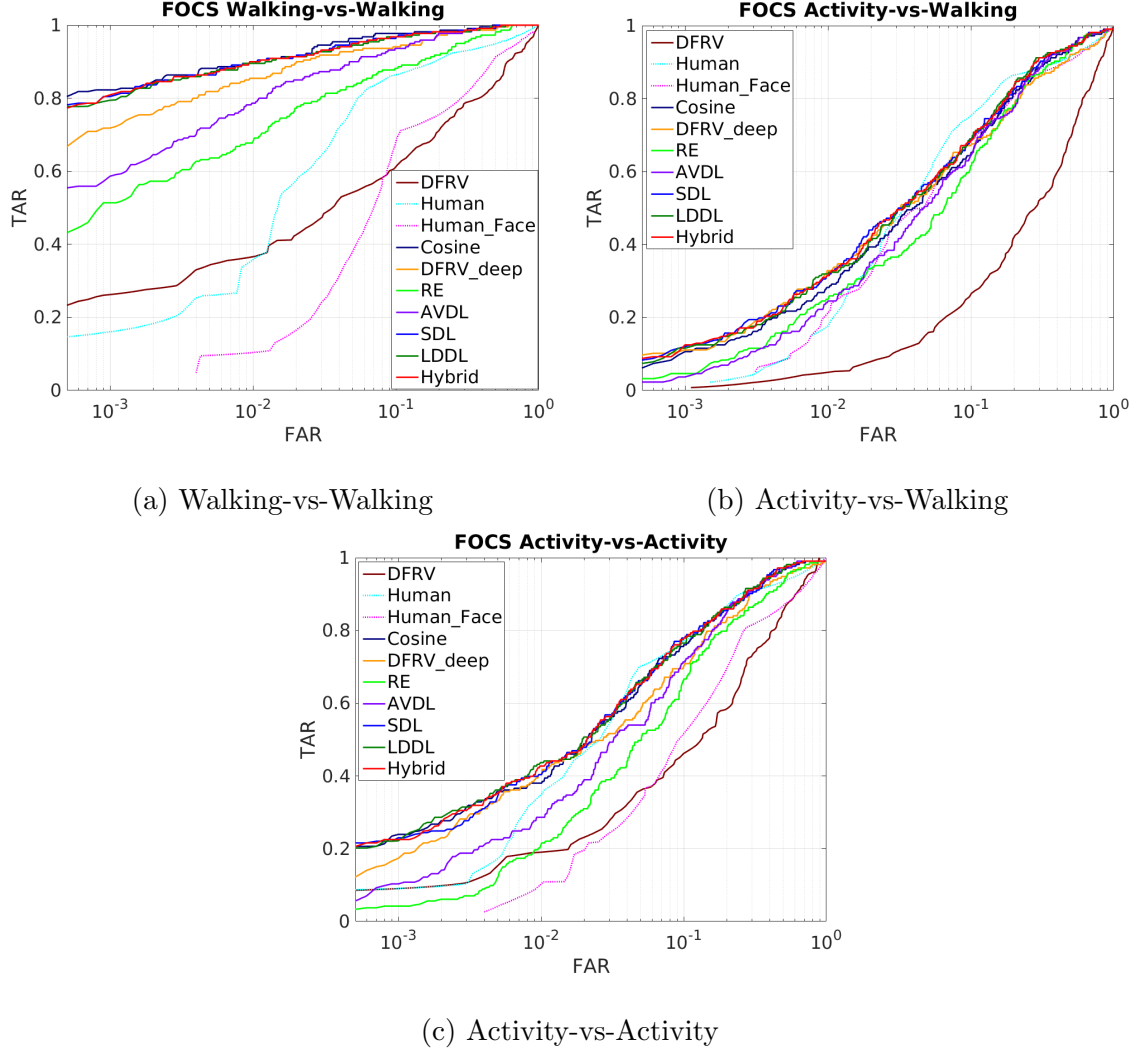 FOCS Walking-vs-Walking
1
0.8
0.6
0.4
0.2
0
TAR
DFRV
Human
Human_Face
Cosine
DFRV_deep
RE
AVDL
SDL
LDDL
Hybrid
10^-3
10^-2
10^-1
10^0
FAR
(a) Walking-vs-Walking
FOCS Activity-vs-Walking
1
0.8
0.6
0.4
0.2
0
TAR
DFRV
Human
Human_Face
Cosine
DFRV_deep
RE
AVDL
SDL
LDDL
Hybrid
10^-3
10^-2
10^-1
10^0
FAR
(b) Activity-vs-Walking
FOCS Activity-vs-Activity
1
0.8
0.6
0.4
0.2
0
TAR
DFRV
Human
Human_Face
Cosine
DFRV_deep
RE
AVDL
SDL
LDDL
Hybrid
10^-3
10^-2
10^-1
10^0
FAR
(c) Activity-vs-Activity